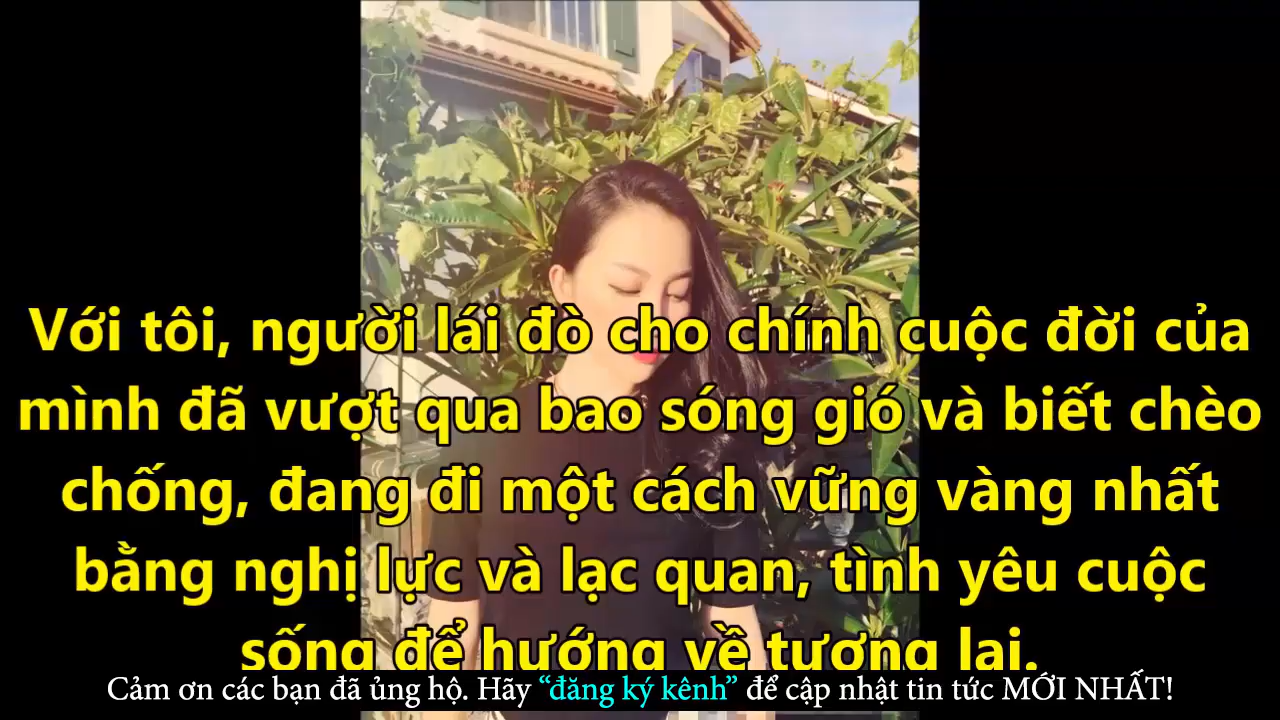 Với tôi, người lái đò cho chính cuộc đời của
mình đã vượt qua bao sóng gió và biết chèo
chống, đang đi một cách vững vàng nhất
bằng nghị lực và lạc quan, tình yêu cuộc
sống để hướng về tương lai.
Cảm ơn các bạn đã ủng hộ. Hãy “đăng ký kênh” để cập nhật tin tức MỚI NHẤT!